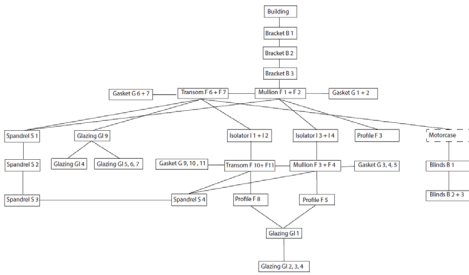 Building
Bracket B 1
Bracket B 2
Bracket B 3
Gasket G 6 + 7
Transom F 6 + F 7
Mullion F 1 + F 2
Gasket G 1 + 2
Spandrel S 1
Glazing Gl 9
Isolator I 1 + I 2
Isolator I 3 + I 4
Profile F 3
Motorcase
Spandrel S 2
Glazing Gl 4
Glazing Gl 5, 6, 7
Gasket G 9, 10 , 11
Transom F 10+ F11
Mullion F 3 + F 4
Gasket G 3, 4, 5
Blinds B 1
Spandrel S 3
Spandrel S 4
Profile F 8
Profile F 5
Blinds B 2 + 3
Glazing Gl 1
Glazing Gl 2, 3, 4